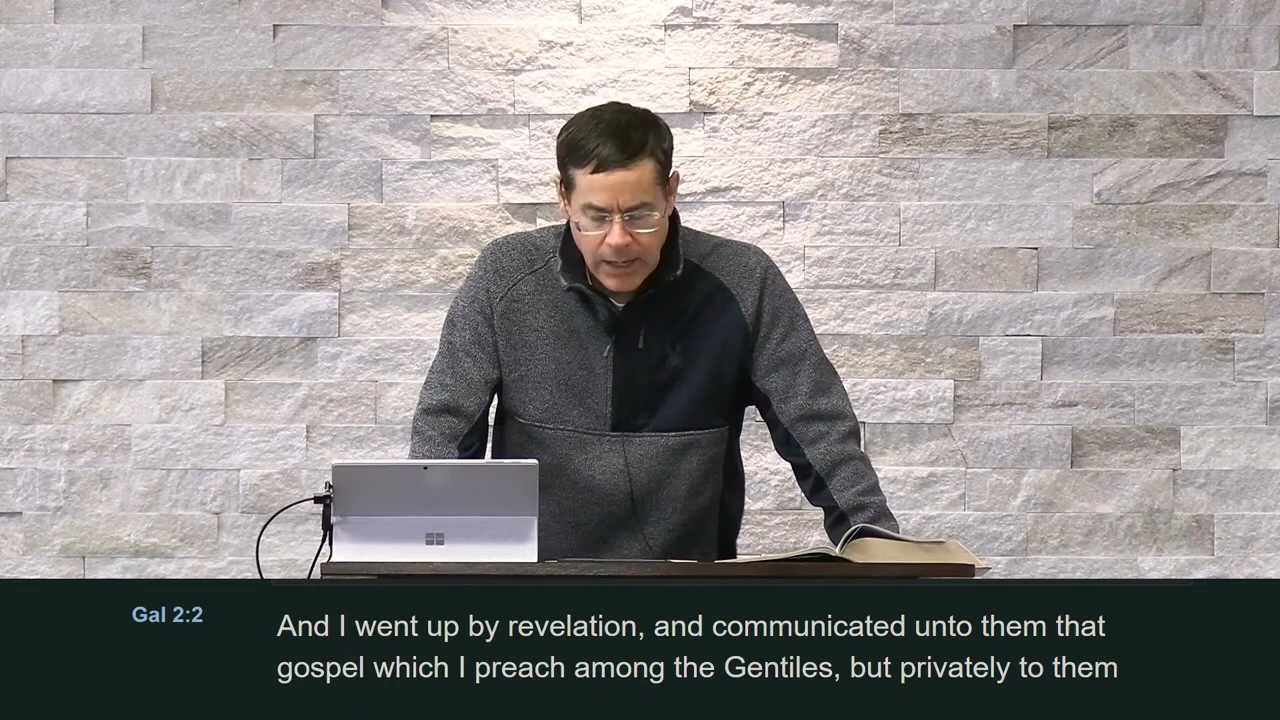 Gal 2:2
And I went up by revelation, and communicated unto them that
gospel which I preach among the Gentiles, but privately to them